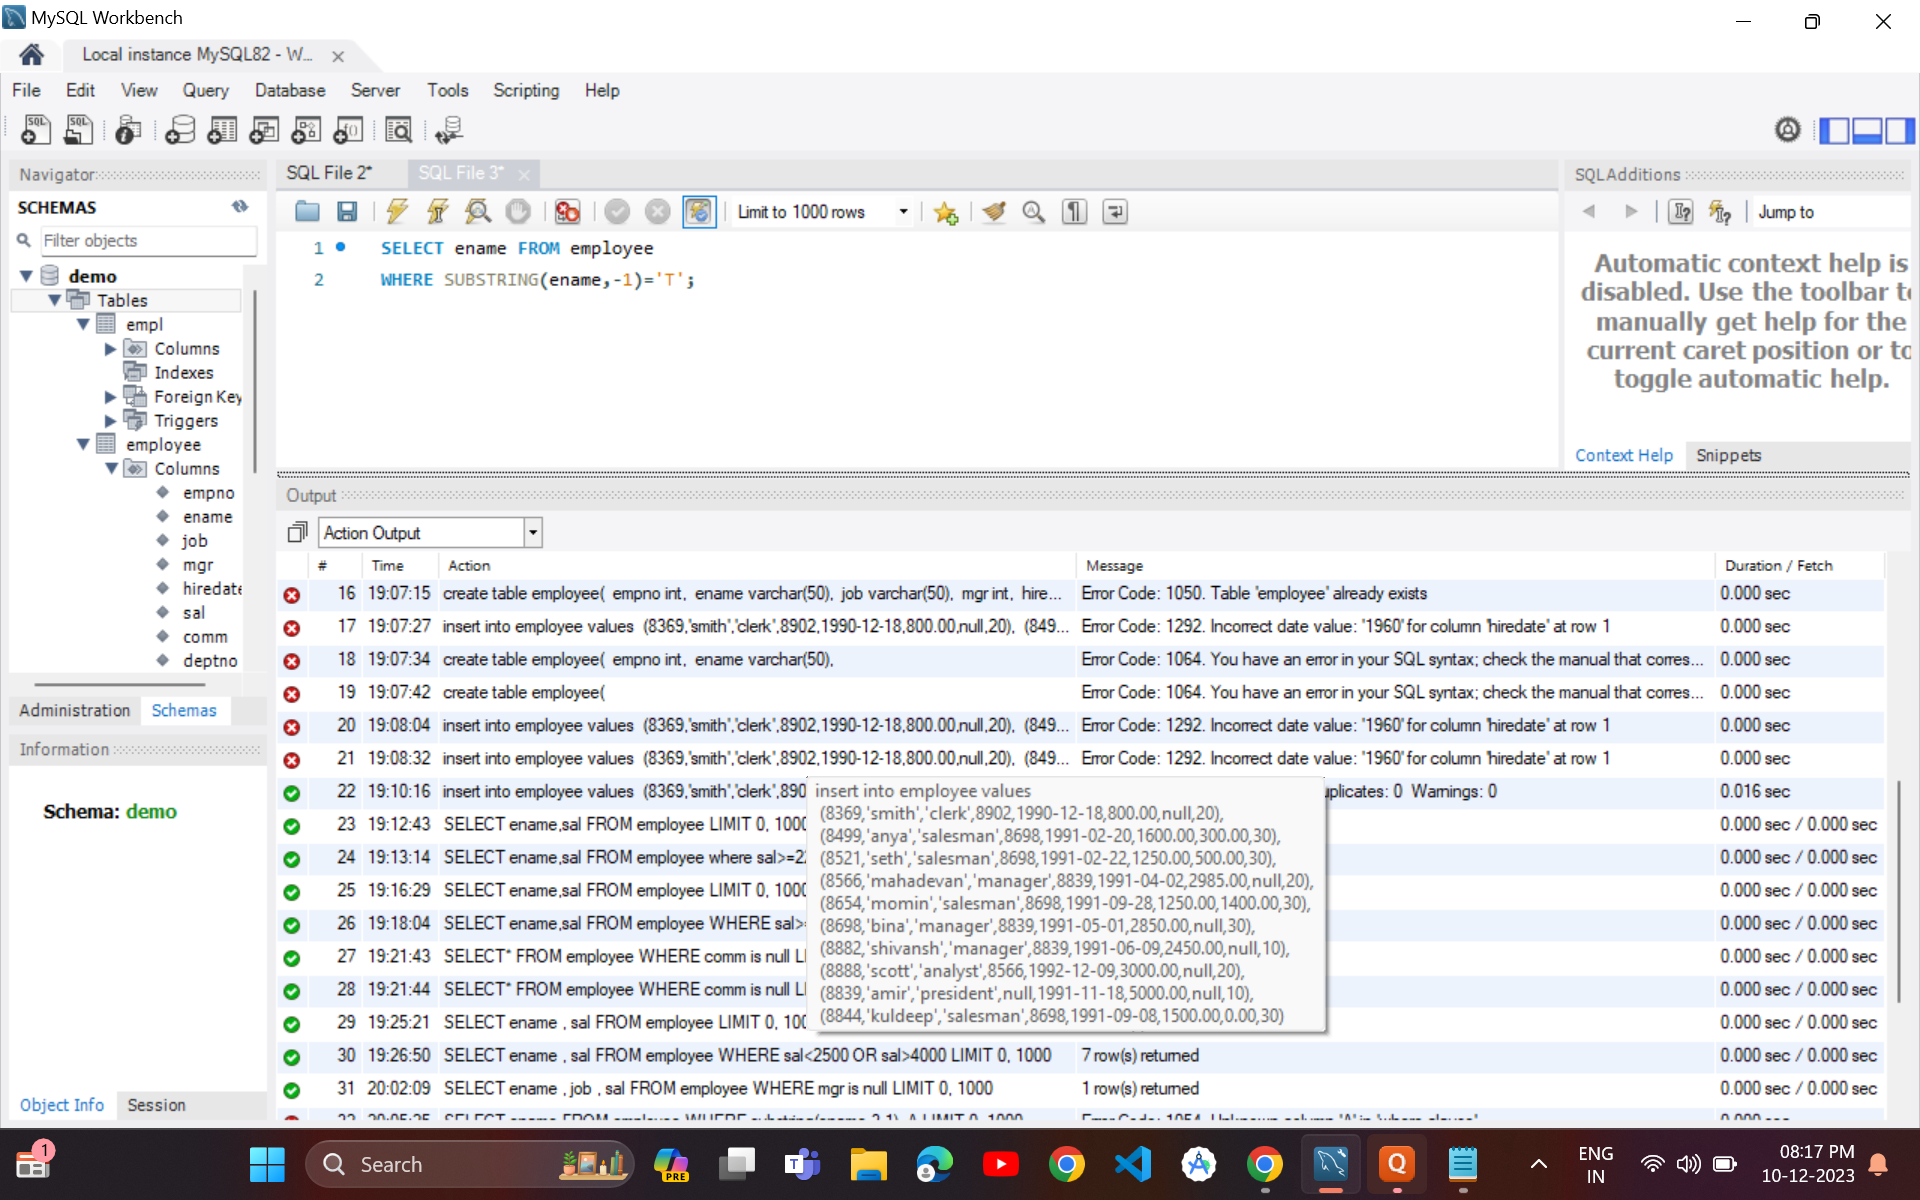 MySQL Workbench
Local instance MySQL82 - W...
File Edit View Query Database Server Tools Scripting Help
Navigator
SCHEMAS
Filter objects
demo
Tables
empl
Columns
Indexes
Foreign Key
Triggers
employee
Columns
empno
ename
job
mgr
hiredate
sal
comm
deptno
Administration Schemas
Information
Schema: demo
Object Info Session
SQL File 2* SQL File 3*
Limit to 1000 rows
1 SELECT ename FROM employee
2 WHERE SUBSTRING(ename,-1)='T';
SQLAdditions
Jump to
Automatic context help is
disabled. Use the toolbar to
manually get help for the
current caret position or to
toggle automatic help.
Context Help Snippets
Output
Action Output
# Time Action Message Duration / Fetch
16 19:07:15 create table employee( empno int, ename varchar(50), job varchar(50), mgr int, hire... Error Code: 1050. Table 'employee' already exists 0.000 sec
17 19:07:27 insert into employee values (8369,'smith','clerk',8902,1990-12-18,800.00,null,20), (849... Error Code: 1292. Incorrect date value: '1960' for column 'hiredate' at row 1 0.000 sec
18 19:07:34 create table employee( empno int, ename varchar(50), Error Code: 1064. You have an error in your SQL syntax; check the manual that corres... 0.000 sec
19 19:07:42 create table employee( Error Code: 1064. You have an error in your SQL syntax; check the manual that corres... 0.000 sec
20 19:08:04 insert into employee values (8369,'smith','clerk',8902,1990-12-18,800.00,null,20), (849... Error Code: 1292. Incorrect date value: '1960' for column 'hiredate' at row 1 0.000 sec
21 19:08:32 insert into employee values (8369,'smith','clerk',8902,1990-12-18,800.00,null,20), (849... Error Code: 1292. Incorrect date value: '1960' for column 'hiredate' at row 1 0.000 sec
22 19:10:16 insert into employee values (8369,'smith','clerk',890 uplicates: 0 Warnings: 0 0.016 sec
23 19:12:43 SELECT ename,sal FROM employee LIMIT 0, 1000 0.000 sec / 0.000 sec
24 19:13:14 SELECT ename,sal FROM employee where sal>=22 0.000 sec / 0.000 sec
25 19:16:29 SELECT ename,sal FROM employee LIMIT 0, 1000 0.000 sec / 0.000 sec
26 19:18:04 SELECT ename,sal FROM employee WHERE sal>= 0.000 sec / 0.000 sec
27 19:21:43 SELECT* FROM employee WHERE comm is null LI 0.000 sec / 0.000 sec
28 19:21:44 SELECT* FROM employee WHERE comm is null LI 0.000 sec / 0.000 sec
29 19:25:21 SELECT ename , sal FROM employee LIMIT 0, 100 0.000 sec / 0.000 sec
30 19:26:50 SELECT ename , sal FROM employee WHERE sal<2500 OR sal>4000 LIMIT 0, 1000 7 row(s) returned 0.000 sec / 0.000 sec
31 20:02:09 SELECT ename , job , sal FROM employee WHERE mgr is null LIMIT 0, 1000 1 row(s) returned 0.000 sec / 0.000 sec
insert into employee values
(8369,'smith','clerk',8902,1990-12-18,800.00,null,20),
(8499,'anya','salesman',8698,1991-02-20,1600.00,300.00,30),
(8521,'seth','salesman',8698,1991-02-22,1250.00,500.00,30),
(8566,'mahadevan','manager',8839,1991-04-02,2985.00,null,20),
(8654,'momin','salesman',8698,1991-09-28,1250.00,1400.00,30),
(8698,'bina','manager',8839,1991-05-01,2850.00,null,30),
(8882,'shivansh','manager',8839,1991-06-09,2450.00,null,10),
(8888,'scott','analyst',8566,1992-12-09,3000.00,null,20),
(8839,'amir','president',null,1991-11-18,5000.00,null,10),
(8844,'kuldeep','salesman',8698,1991-09-08,1500.00,0.00,30)
1
Search
PRE
ENG
IN
08:17 PM
10-12-2023